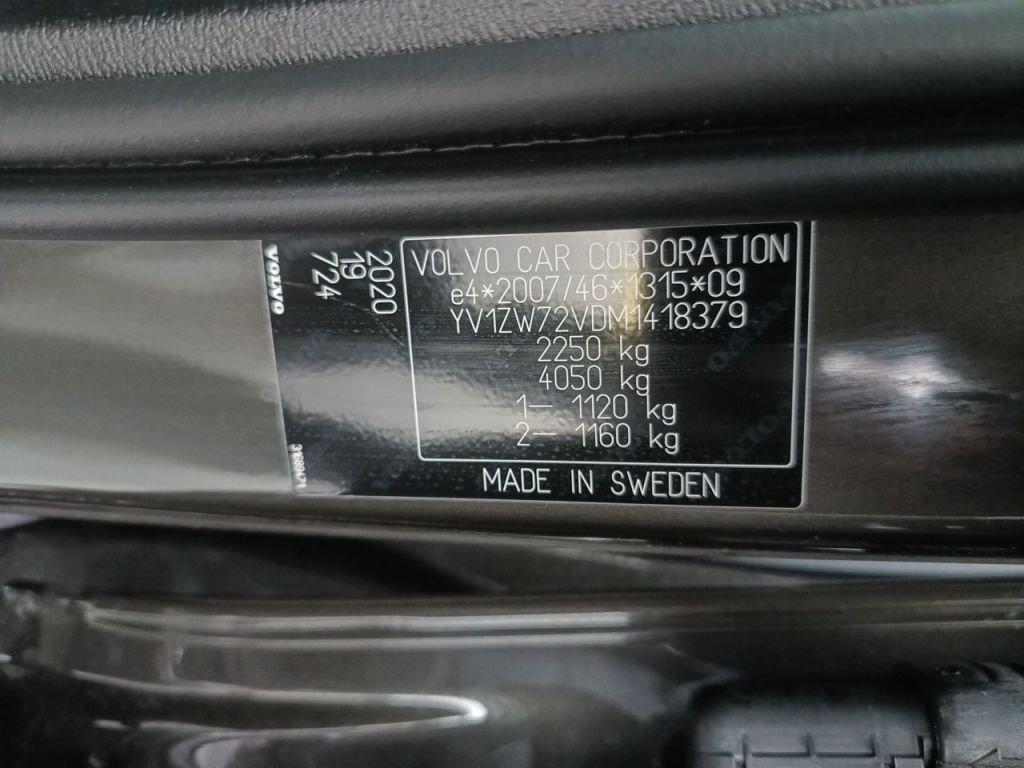 VOLVO
2020
19
724
VOLVO CAR CORPORATION
e4*2007/46*1315*09
YV1ZW72VDM1418379
2250 kg
4050 kg
1— 1120 kg
2— 1160 kg
MADE IN SWEDEN